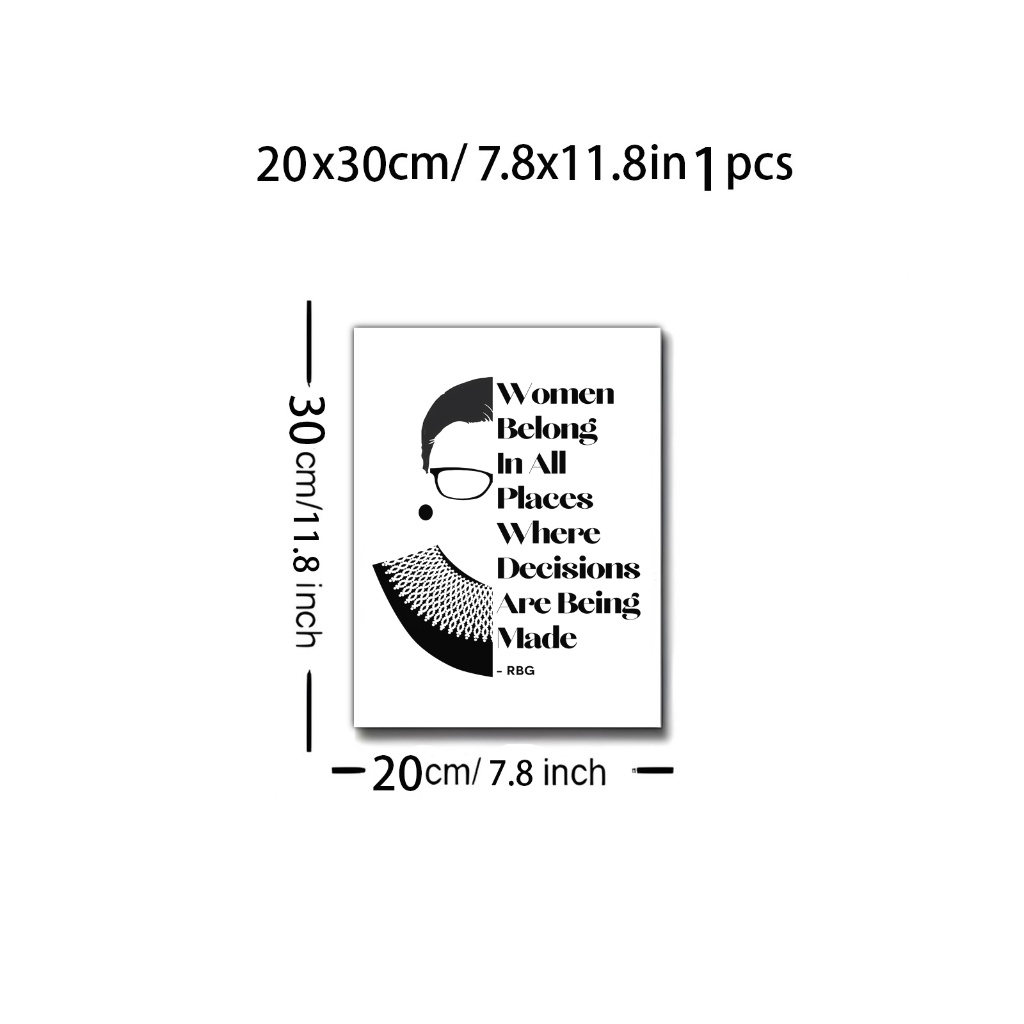 20x30cm/ 7.8x11.8in 1 pcs
30cm/11.8 inch
Women
Belong
In All
Places
Where
Decisions
Are Being
Made
- RBG
20cm/ 7.8 inch